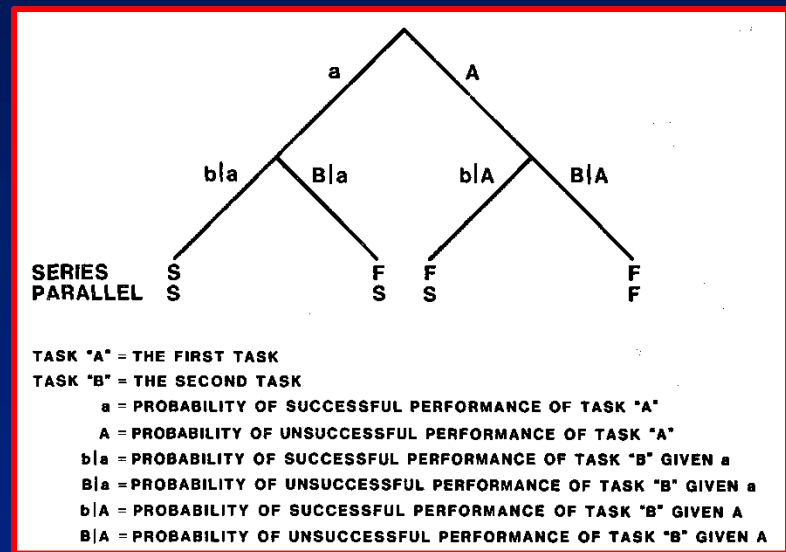 a A
b|a B|a b|A B|A
SERIES S F F F
PARALLEL S S S F
TASK "A" = THE FIRST TASK
TASK "B" = THE SECOND TASK
a = PROBABILITY OF SUCCESSFUL PERFORMANCE OF TASK "A"
A = PROBABILITY OF UNSUCCESSFUL PERFORMANCE OF TASK "A"
b|a = PROBABILITY OF SUCCESSFUL PERFORMANCE OF TASK "B" GIVEN a
B|a = PROBABILITY OF UNSUCCESSFUL PERFORMANCE OF TASK "B" GIVEN a
b|A = PROBABILITY OF SUCCESSFUL PERFORMANCE OF TASK "B" GIVEN A
B|A = PROBABILITY OF UNSUCCESSFUL PERFORMANCE OF TASK "B" GIVEN A